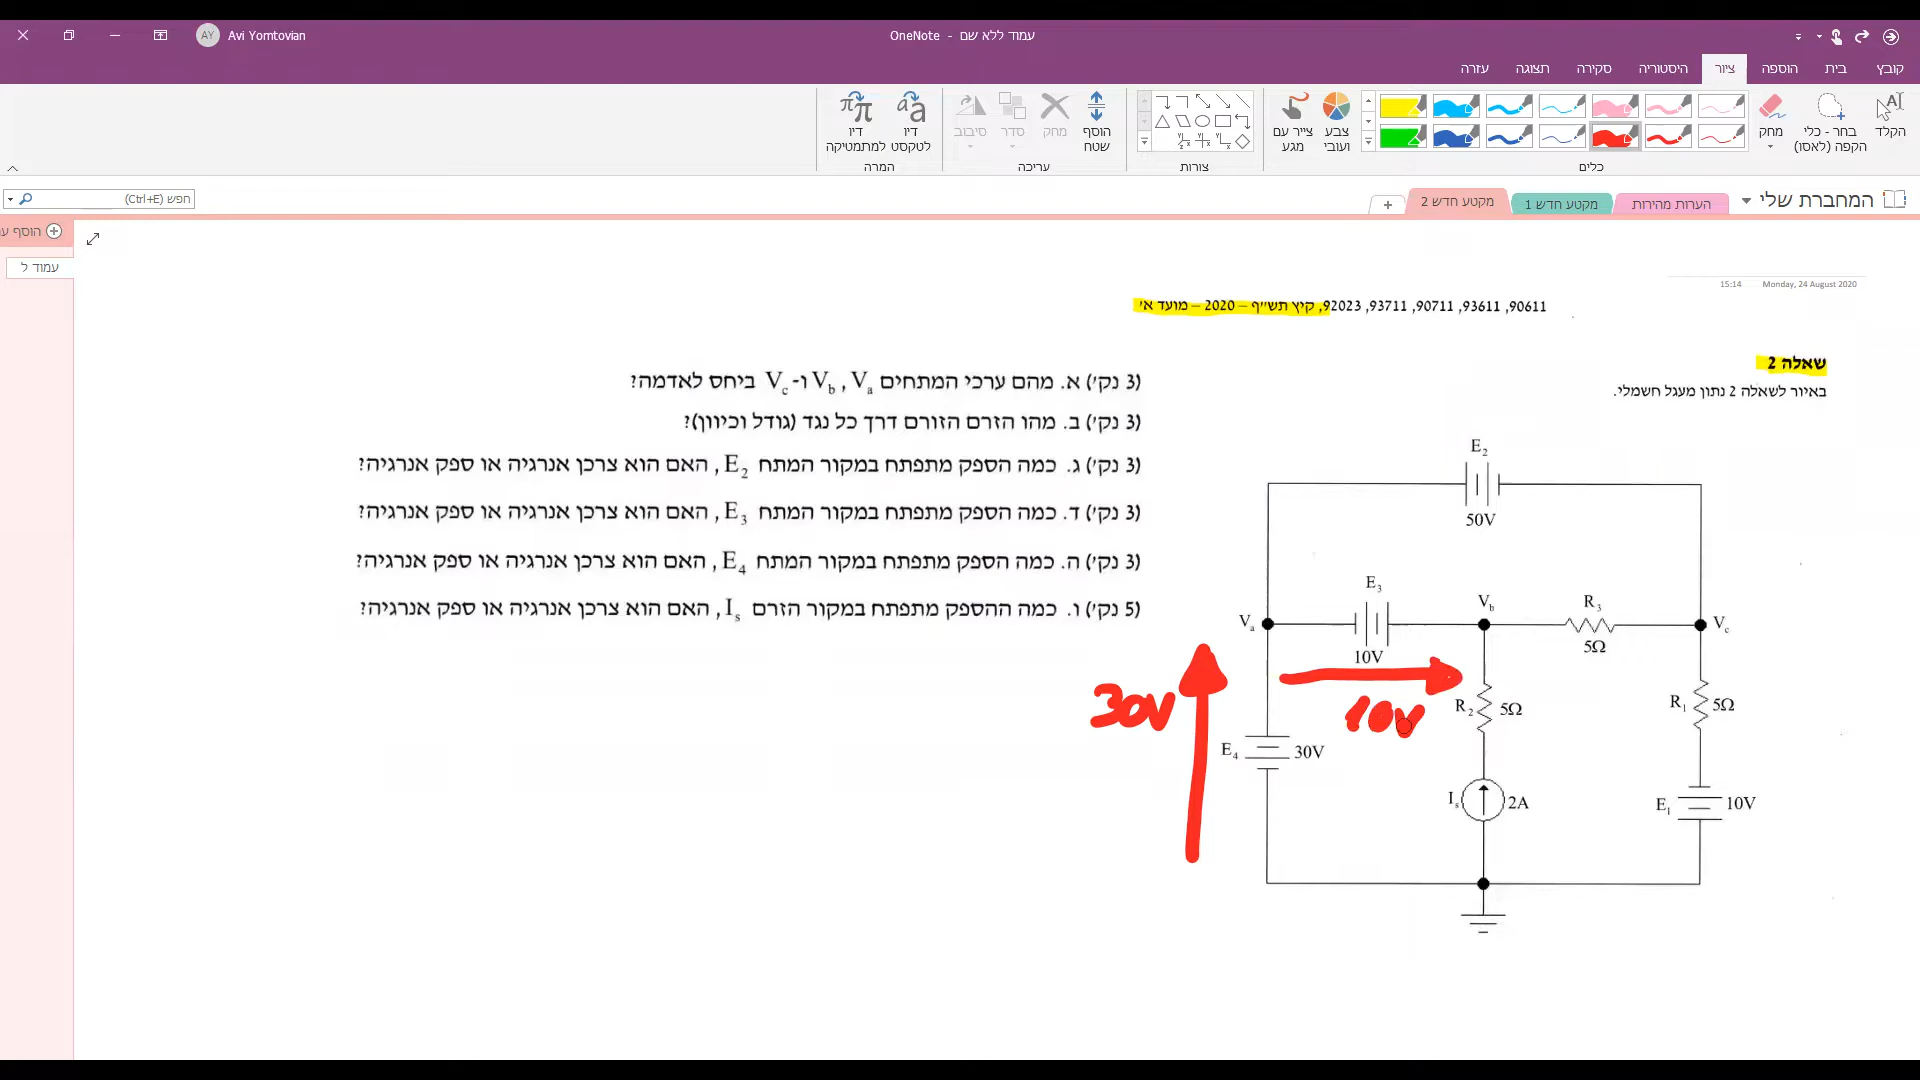 AY Avi Yomtovian
עמוד ללא שם - OneNote
קובץ בית הוספה ציור היסטוריה סקירה תצוגה עזרה
הקלד
בחר - כלי הקפה (לאסו)
מחק
כלים
צבע ועובי
צייר עם מגע
צורות
הוסף שטח
מחק
סדר
סיבוב
עריכה
דיו לטקסט
דיו למתמטיקה
המרה
המחברת שלי
הערות מהירות
מקטע חדש 1
מקטע חדש 2
+
חפש (Ctrl+E)
הוסף
עמוד ל
15:14 Monday, 24 August 2020
90611, 93611, 90711, 93711, 92023, קיץ תש״ף – 2020 – מועד א׳
שאלה 2
באיור לשאלה 2 נתון מעגל חשמלי.
(3 נק׳) א. מהם ערכי המתחים Va, Vb ו-Vc ביחס לאדמה?
(3 נק׳) ב. מהו הזרם הזורם דרך כל נגד (גודל וכיוון)?
(3 נק׳) ג. כמה הספק מתפתח במקור המתח E2, האם הוא צרכן אנרגיה או ספק אנרגיה?
(3 נק׳) ד. כמה הספק מתפתח במקור המתח E3, האם הוא צרכן אנרגיה או ספק אנרגיה?
(3 נק׳) ה. כמה הספק מתפתח במקור המתח E4, האם הוא צרכן אנרגיה או ספק אנרגיה?
(5 נק׳) ו. כמה ההספק מתפתח במקור הזרם Is, האם הוא צרכן אנרגיה או ספק אנרגיה?
E2
50V
E3
10V
Va
Vb
R3
5Ω
Vc
30V
10V
R2 5Ω
R1 5Ω
E4 30V
Is 2A
E1 10V